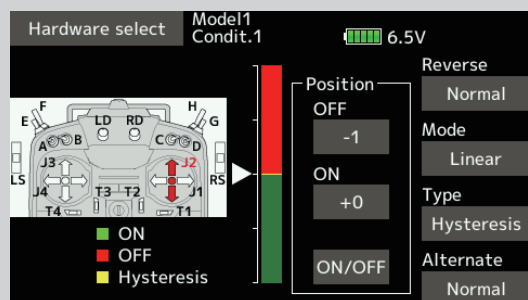 Hardware select
Model1
Condit.1
6.5V
F
H
E
LD
RD
G
A
B
C
D
J3
J2
LS
RS
J4
T3
T2
J1
T4
T1
ON
OFF
Hysteresis
Position
OFF
-1
ON
+0
ON/OFF
Reverse
Normal
Mode
Linear
Type
Hysteresis
Alternate
Normal